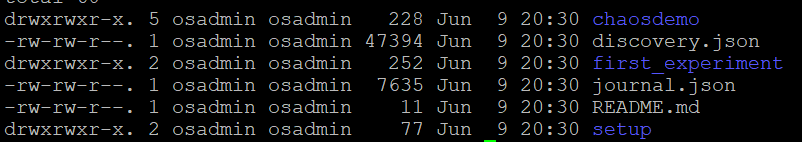 drwxrwxr-x. 5 osadmin osadmin   228 Jun  9 20:30 chaosdemo
-rw-rw-r--. 1 osadmin osadmin 47394 Jun  9 20:30 discovery.json
drwxrwxr-x. 2 osadmin osadmin   252 Jun  9 20:30 first_experiment
-rw-rw-r--. 1 osadmin osadmin  7635 Jun  9 20:30 journal.json
-rw-rw-r--. 1 osadmin osadmin    11 Jun  9 20:30 README.md
drwxrwxr-x. 2 osadmin osadmin    77 Jun  9 20:30 setup